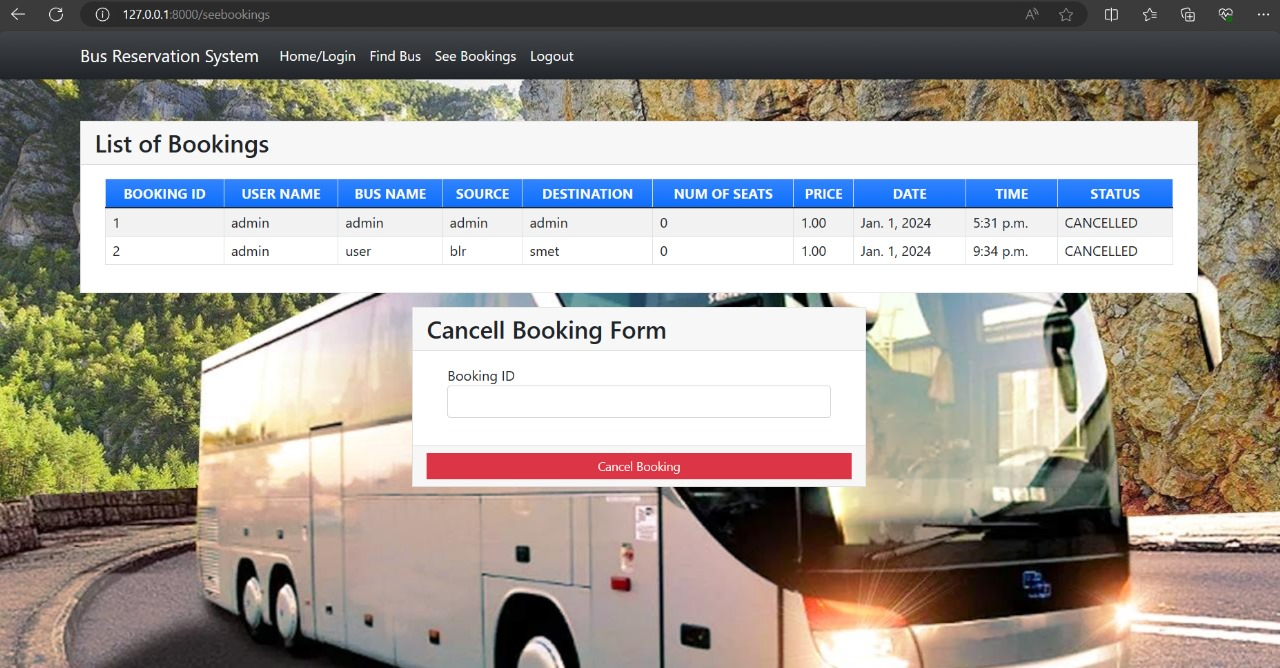 127.0.0.1:8000/seebookings
Bus Reservation System Home/Login Find Bus See Bookings Logout
List of Bookings
BOOKING ID USER NAME BUS NAME SOURCE DESTINATION NUM OF SEATS PRICE DATE TIME STATUS
1 admin admin admin admin 0 1.00 Jan. 1, 2024 5:31 p.m. CANCELLED
2 admin user blr smet 0 1.00 Jan. 1, 2024 9:34 p.m. CANCELLED
Cancell Booking Form
Booking ID
Cancel Booking